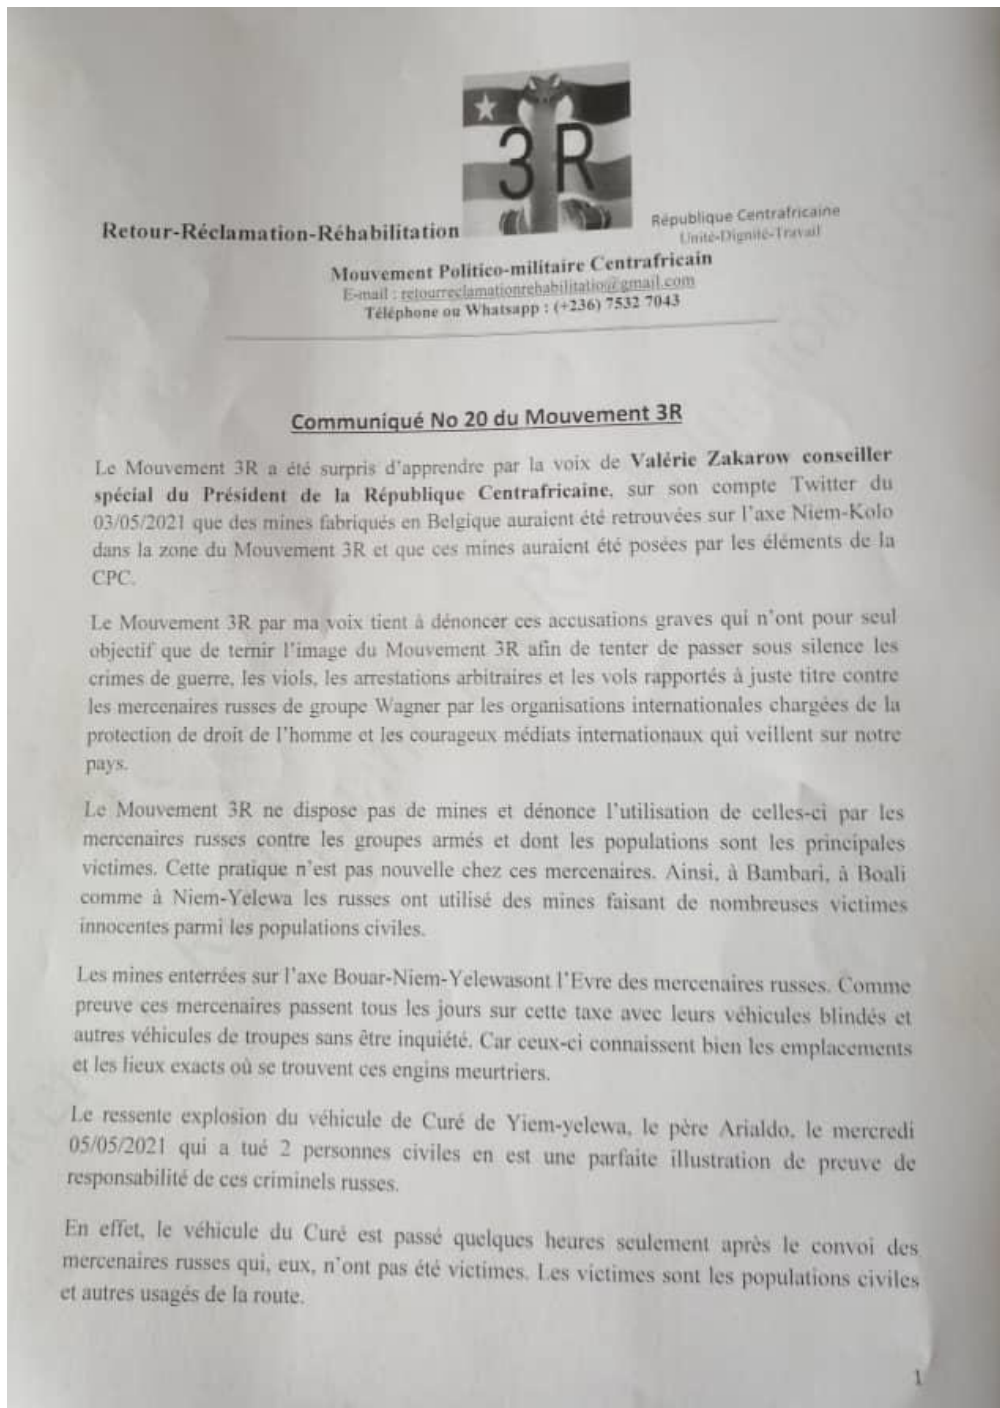 3R
Retour-Réclamation-Réhabilitation
République Centrafricaine
Unité-Dignité-Travail
Mouvement Politico-militaire Centrafricain
E-mail : retourreclamationrehabilitatio@gmail.com
Téléphone ou Whatsapp : (+236) 7532 7043
Communiqué No 20 du Mouvement 3R
Le Mouvement 3R a été surpris d'apprendre par la voix de Valérie Zakarow conseiller
spécial du Président de la République Centrafricaine, sur son compte Twitter du
03/05/2021 que des mines fabriqués en Belgique auraient été retrouvées sur l'axe Niem-Kolo
dans la zone du Mouvement 3R et que ces mines auraient été posées par les éléments de la
CPC.
Le Mouvement 3R par ma voix tient à dénoncer ces accusations graves qui n'ont pour seul
objectif que de ternir l'image du Mouvement 3R afin de tenter de passer sous silence les
crimes de guerre, les viols, les arrestations arbitraires et les vols rapportés à juste titre contre
les mercenaires russes de groupe Wagner par les organisations internationales chargées de la
protection de droit de l'homme et les courageux médiats internationaux qui veillent sur notre
pays.
Le Mouvement 3R ne dispose pas de mines et dénonce l'utilisation de celles-ci par les
mercenaires russes contre les groupes armés et dont les populations sont les principales
victimes. Cette pratique n'est pas nouvelle chez ces mercenaires. Ainsi, à Bambari, à Boali
comme à Niem-Yelewa les russes ont utilisé des mines faisant de nombreuses victimes
innocentes parmi les populations civiles.
Les mines enterrées sur l'axe Bouar-Niem-Yelewasont l'Evre des mercenaires russes. Comme
preuve ces mercenaires passent tous les jours sur cette taxe avec leurs véhicules blindés et
autres véhicules de troupes sans être inquiété. Car ceux-ci connaissent bien les emplacements
et les lieux exacts où se trouvent ces engins meurtriers.
Le ressente explosion du véhicule de Curé de Yiem-yelewa, le père Arialdo, le mercredi
05/05/2021 qui a tué 2 personnes civiles en est une parfaite illustration de preuve de
responsabilité de ces criminels russes.
En effet, le véhicule du Curé est passé quelques heures seulement après le convoi des
mercenaires russes qui, eux, n'ont pas été victimes. Les victimes sont les populations civiles
et autres usagés de la route.
1